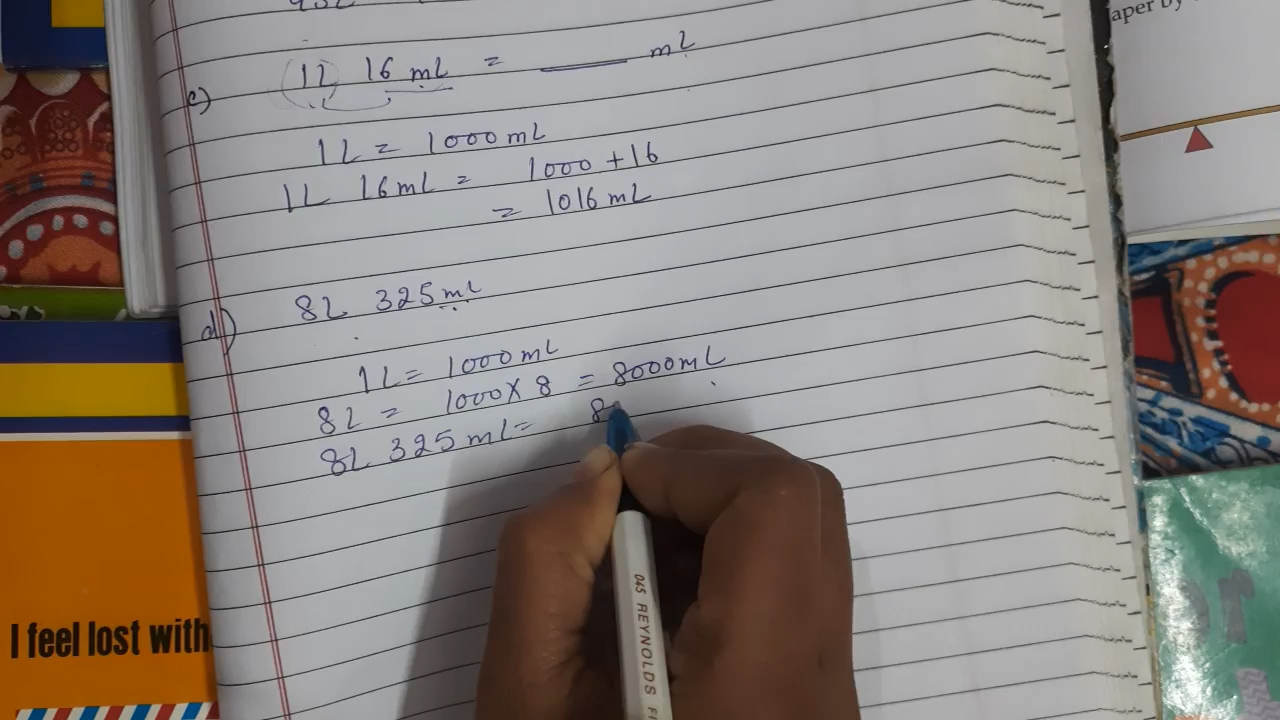 c) 1L 16 ml = ____ ml
1L = 1000 mL
1L 16 mL = 1000 + 16
= 1016 mL
d) 8L 325 ml
1L = 1000 mL
8L = 1000 X 8 = 8000 mL
8L 325 mL = 8
045 REYNOLDS FI
I feel lost with
aper by